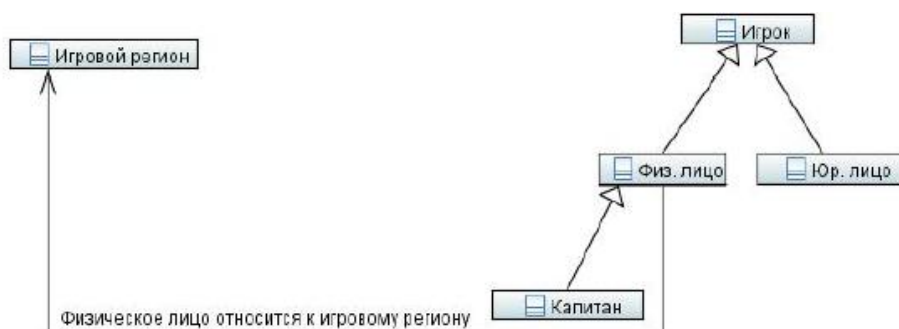 Игрок
Игровой регион
Физ. лицо
Юр. лицо
Капитан
Физическое лицо относится к игровому региону